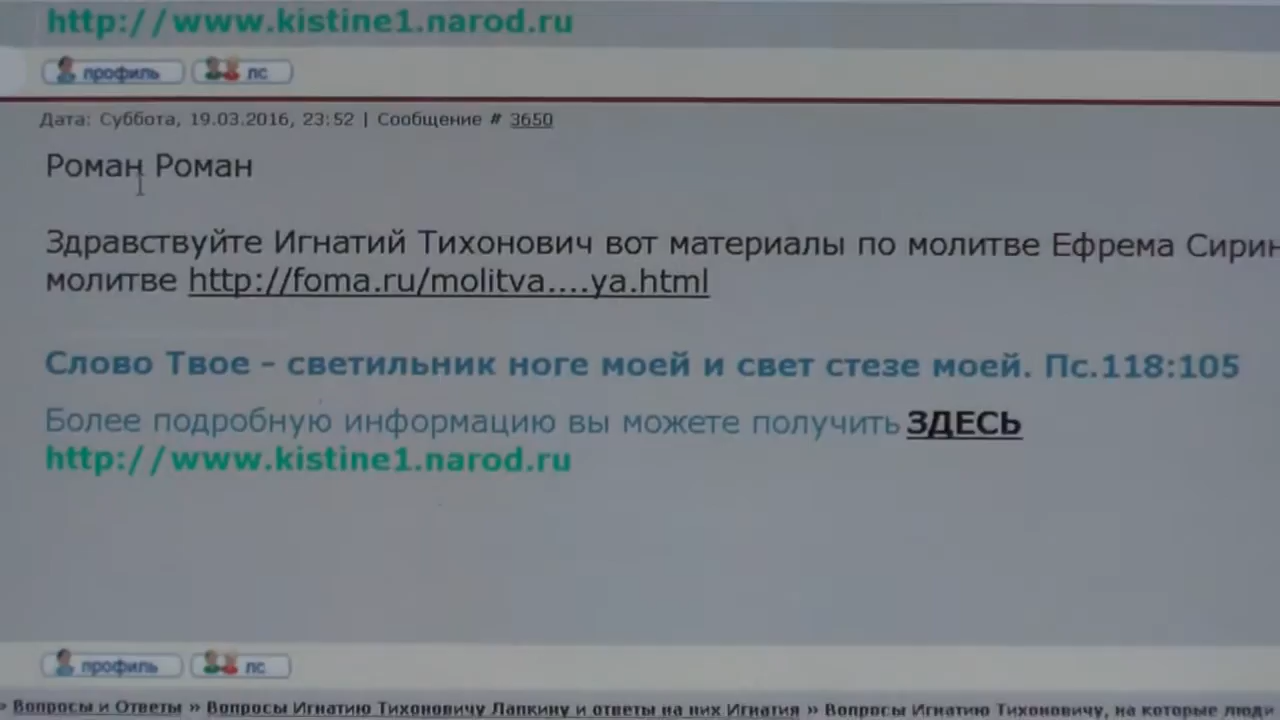 http://www.kistine1.narod.ru
профиль лс
Дата: Суббота, 19.03.2016, 23:52 | Сообщение # 3650
Роман Роман
Здравствуйте Игнатий Тихонович вот материалы по молитве Ефрема Сирин
молитве http://foma.ru/molitva....ya.html
Слово Твое - светильник ноге моей и свет стезе моей. Пс.118:105
Более подробную информацию вы можете получить ЗДЕСЬ
http://www.kistine1.narod.ru
профиль лс
» Вопросы и Ответы » Вопросы Игнатию Тихоновичу Лапкину и ответы на них Игнатия » Вопросы Игнатию Тихоновичу, на которые люди